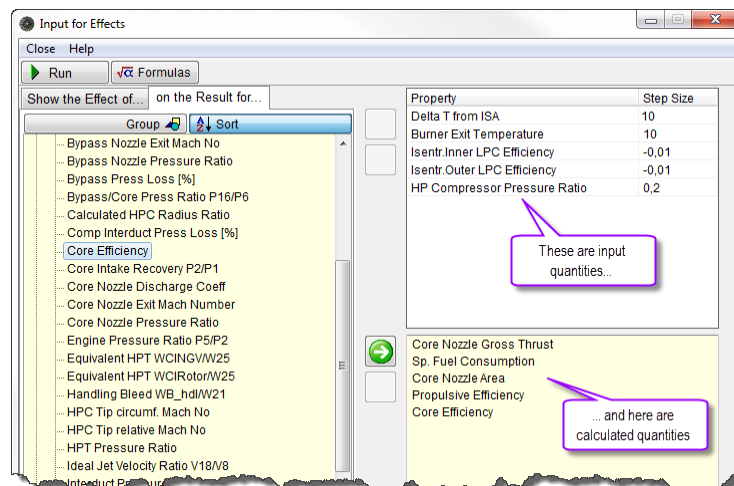 Input for Effects
Close Help
Run
√α Formulas
Show the Effect of...
on the Result for...
Group
A Z Sort
Bypass Nozzle Exit Mach No
Bypass Nozzle Pressure Ratio
Bypass Press Loss [%]
Bypass/Core Press Ratio P16/P6
Calculated HPC Radius Ratio
Comp Interduct Press Loss [%]
Core Efficiency
Core Intake Recovery P2/P1
Core Nozzle Discharge Coeff
Core Nozzle Exit Mach Number
Core Nozzle Pressure Ratio
Engine Pressure Ratio P5/P2
Equivalent HPT WCINGV/W25
Equivalent HPT WCIRotor/W25
Handling Bleed WB_hdl/W21
HPC Tip circumf. Mach No
HPC Tip relative Mach No
HPT Pressure Ratio
Ideal Jet Velocity Ratio V18/V8
Interduct
Property Step Size
Delta T from ISA 10
Burner Exit Temperature 10
Isentr.Inner LPC Efficiency -0,01
Isentr.Outer LPC Efficiency -0,01
HP Compressor Pressure Ratio 0,2
These are input
quantities...
Core Nozzle Gross Thrust
Sp. Fuel Consumption
Core Nozzle Area
Propulsive Efficiency
Core Efficiency
... and here are
calculated quantities